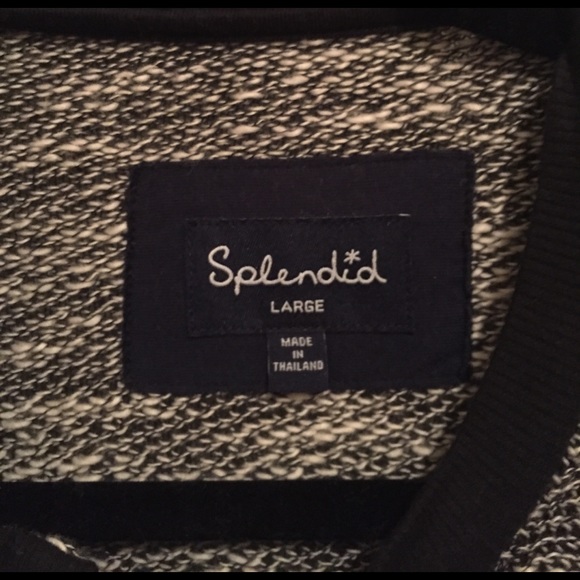 Splendid
LARGE
MADE
IN
THAILAND